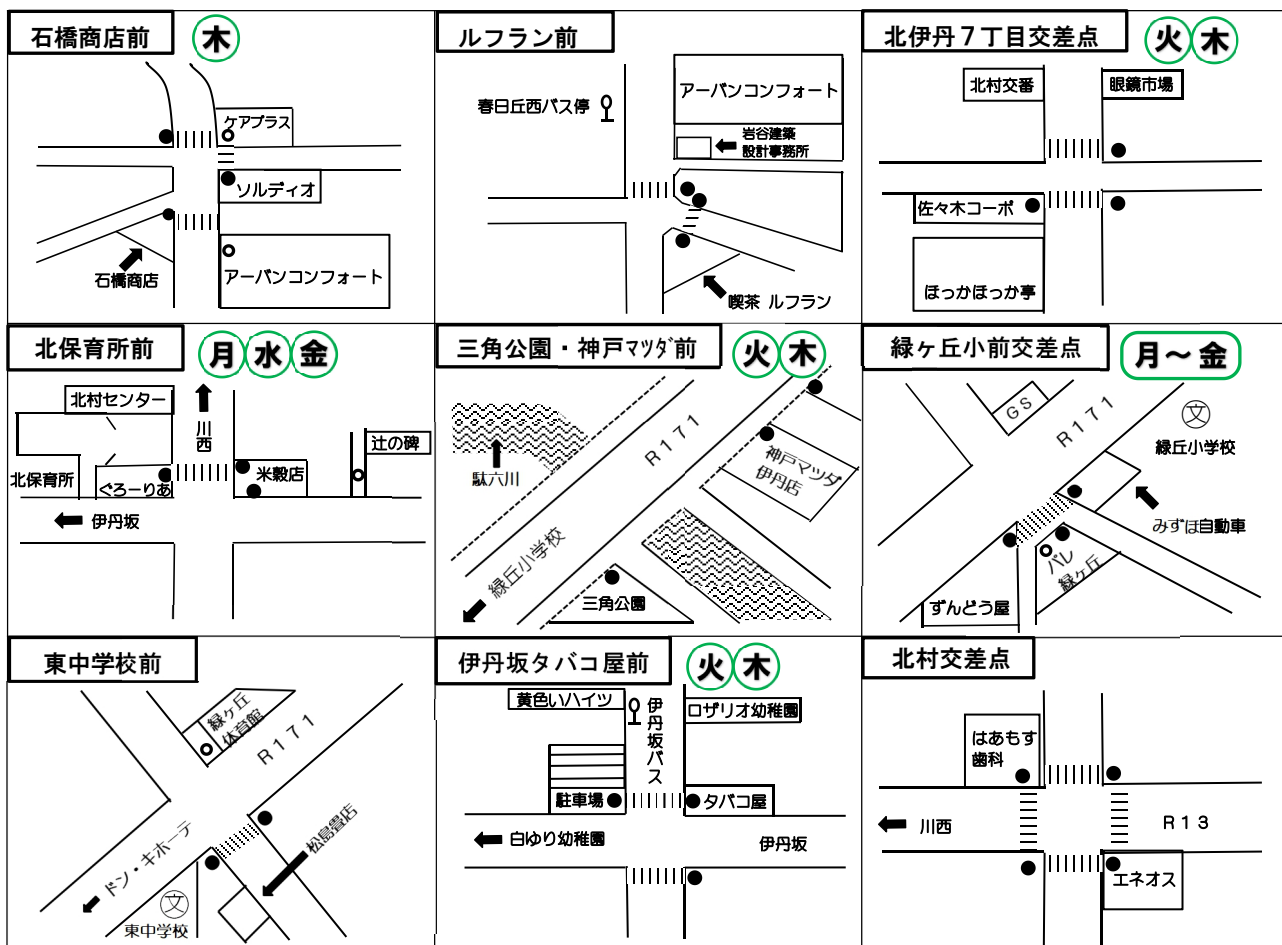 石橋商店前
木
ケアプラス
ソルディオ
石橋商店
アーバンコンフォート
ルフラン前
春日丘西バス停
アーバンコンフォート
岩谷建築
設計事務所
喫茶 ルフラン
北伊丹７丁目交差点
火 木
北村交番
眼鏡市場
佐々木コーポ
ほっかほっか亭
北保育所前
月 水 金
北村センター
川西
北保育所
ぐろーりあ
米穀店
辻の碑
伊丹坂
三角公園・神戸マツダ前
火 木
R171
駄六川
神戸マツダ
伊丹店
緑丘小学校
三角公園
緑ヶ丘小前交差点
月～金
GS
R171
文
緑丘小学校
みずほ自動車
パレ
緑ヶ丘
ずんどう屋
東中学校前
緑ヶ丘
体育館
R171
松島畳店
ドン・キホーテ
文
東中学校
伊丹坂タバコ屋前
火 木
黄色いハイツ
伊丹坂バス
ロザリオ幼稚園
駐車場
タバコ屋
白ゆり幼稚園
伊丹坂
北村交差点
はあもす
歯科
川西
R13
エネオス